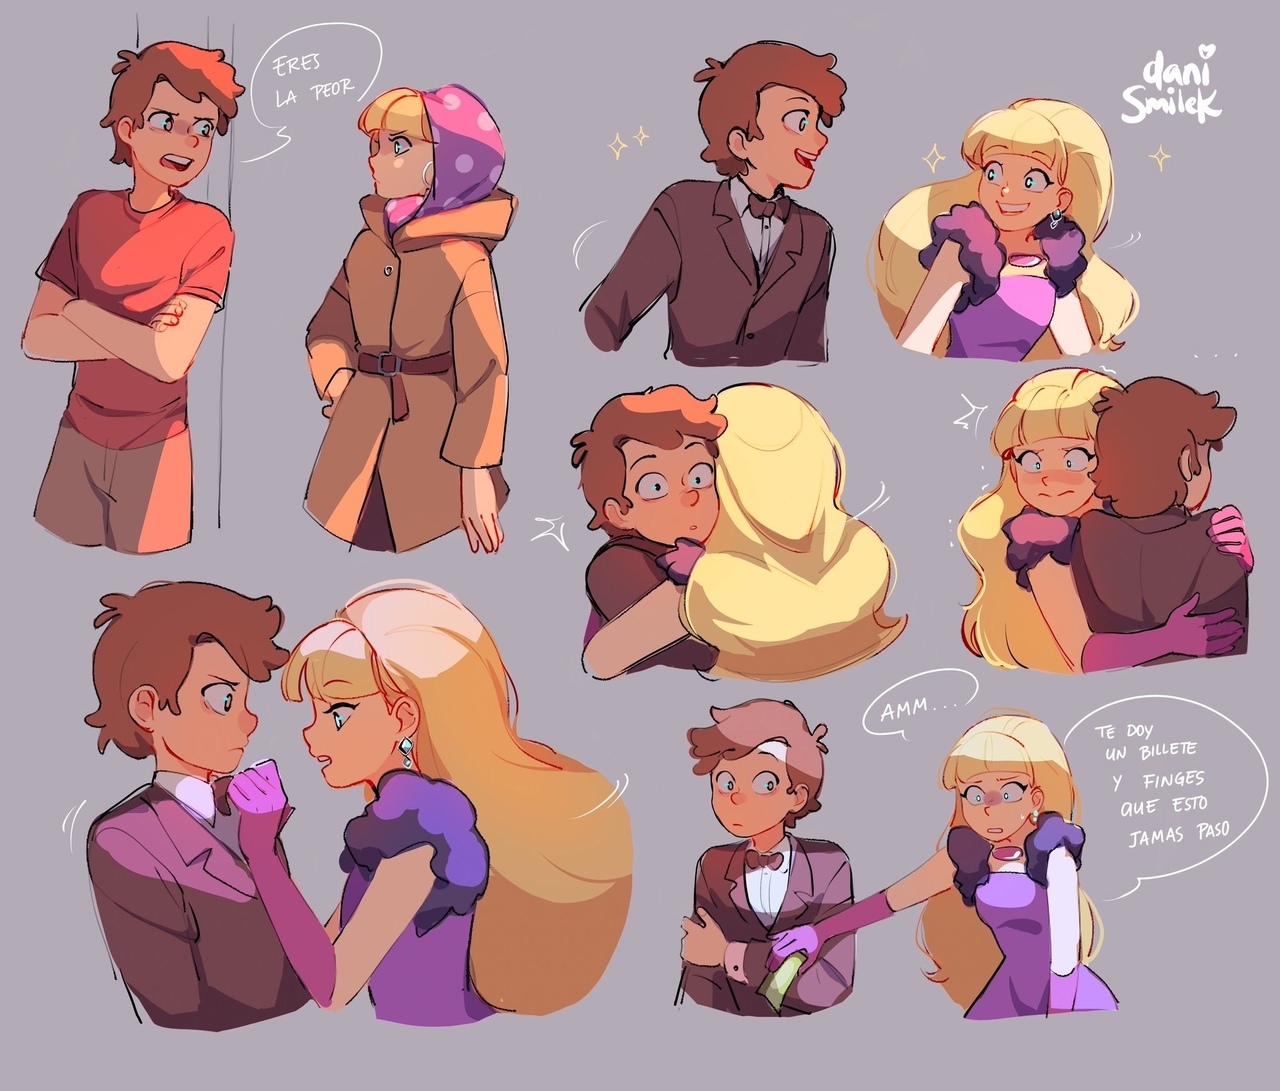 ERES
LA PEOR
dani
Smilek
AMM...
TE DOY
UN BILLETE
Y FINGES
QUE ESTO
JAMAS PASO